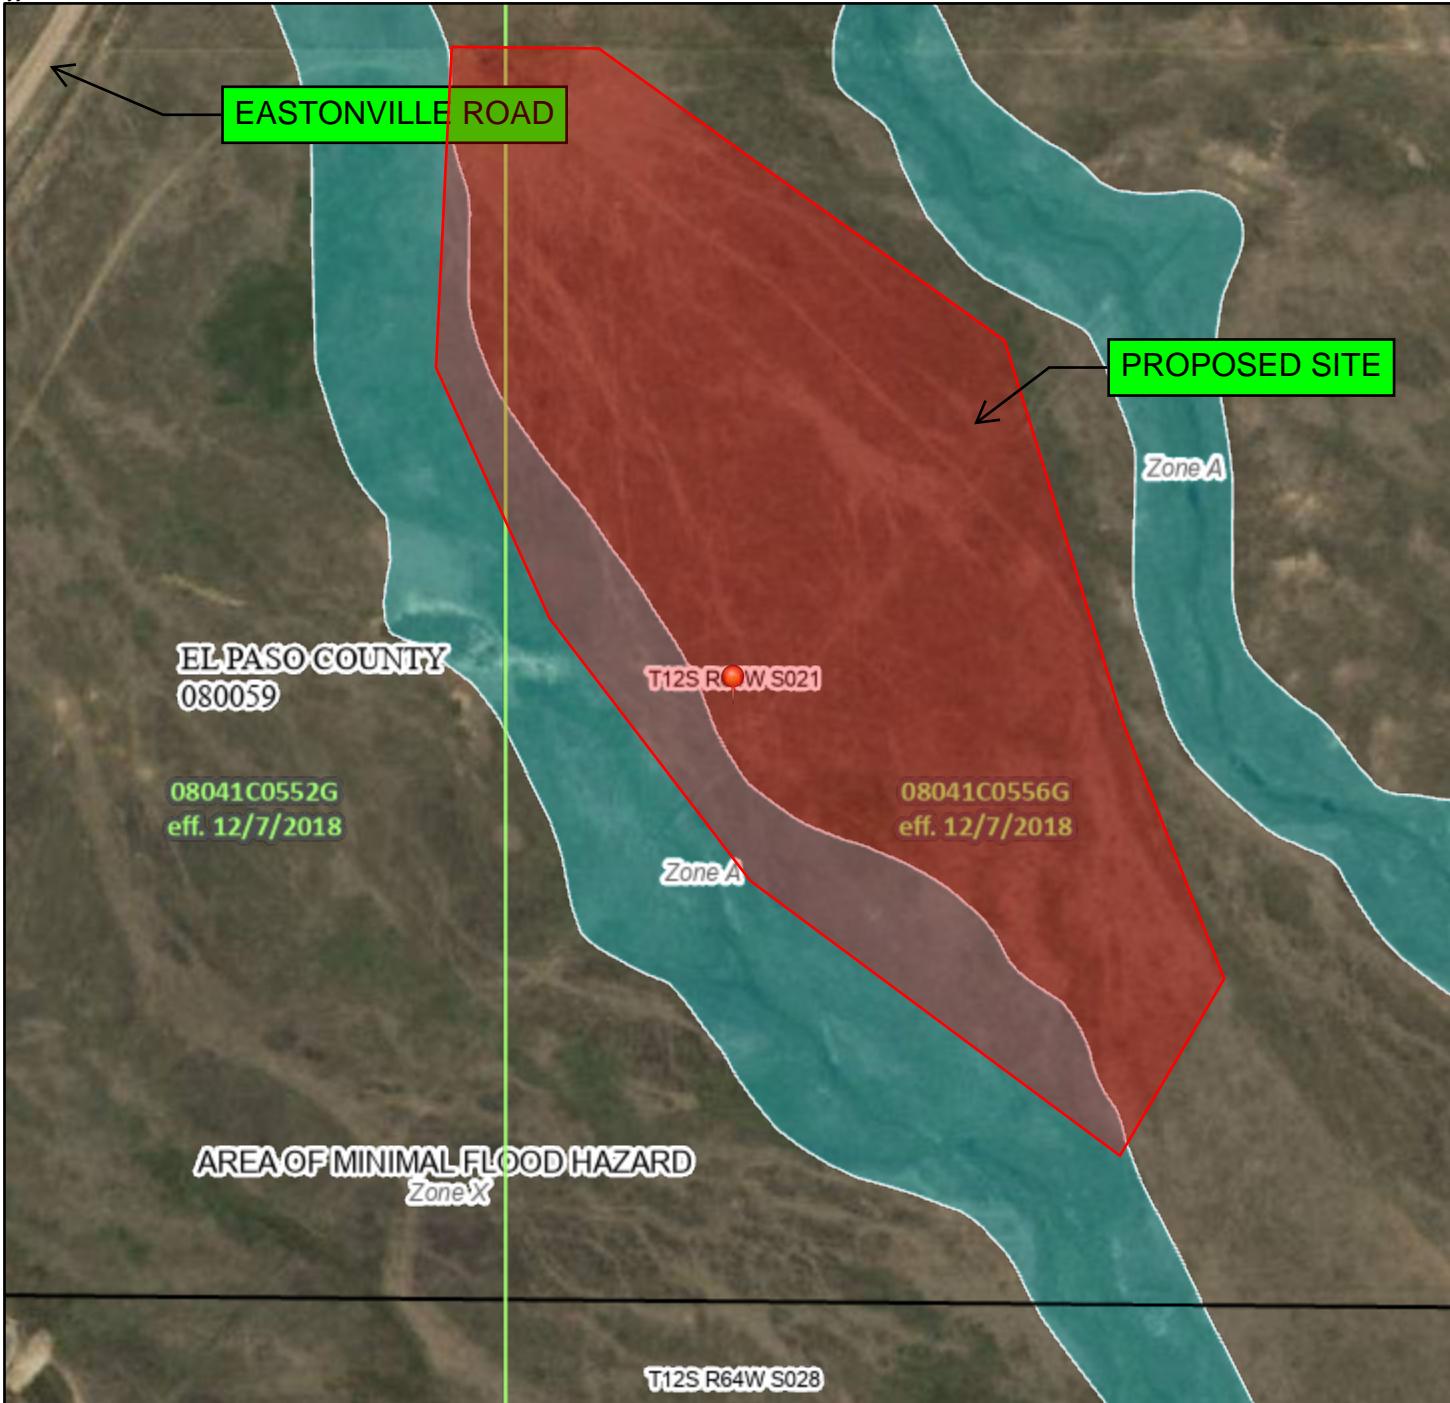 EASTONVILLE ROAD
PROPOSED SITE
Zone A
EL PASO COUNTY
080059
T12S R W S021
08041C0552G
eff. 12/7/2018
08041C0556G
eff. 12/7/2018
Zone A
AREA OF MINIMAL FLOOD HAZARD
Zone X
T12S R64W S028